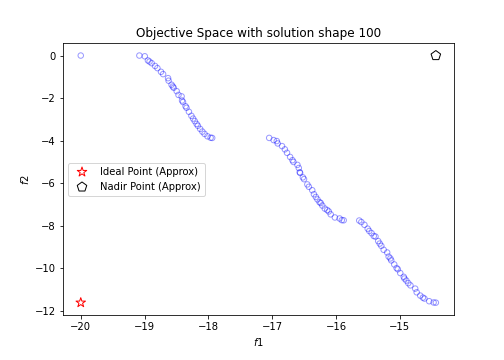 Objective Space with solution shape 100
f2
0
−2
−4
−6
−8
−10
−12
Ideal Point (Approx)
Nadir Point (Approx)
−20
−19
−18
−17
−16
−15
f1